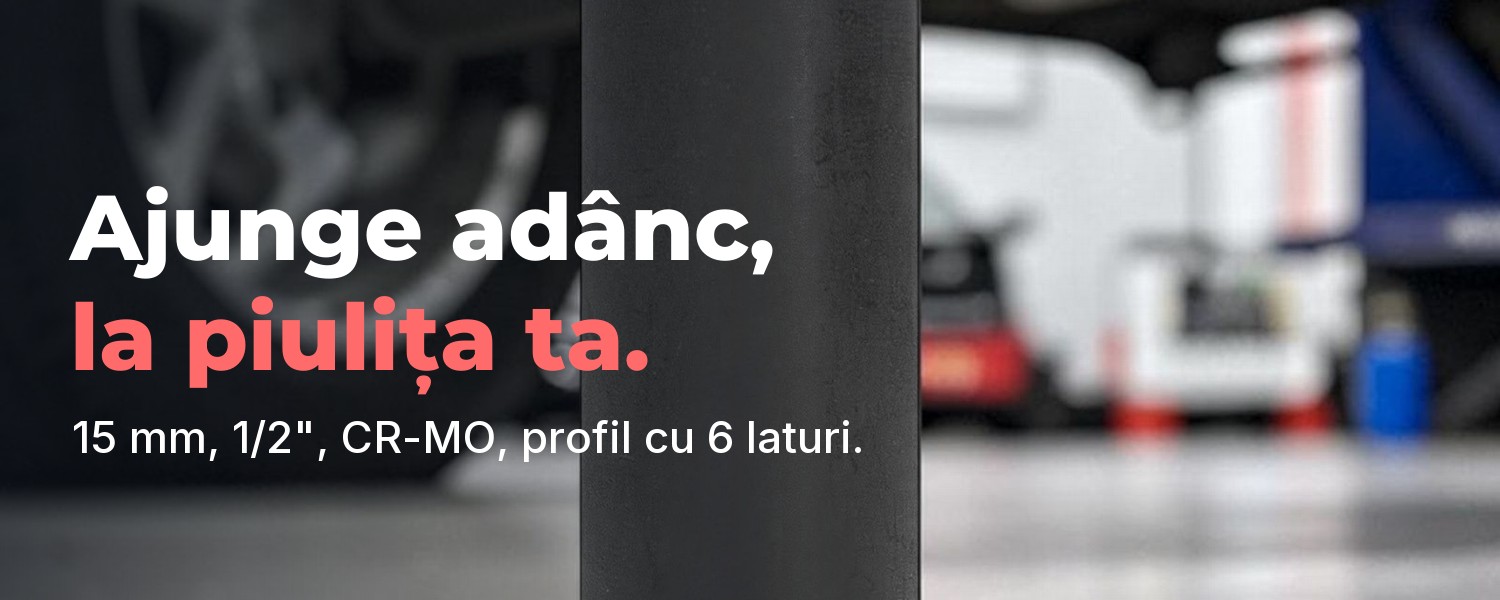 Ajunge adânc,
la piulița ta.
15 mm, 1/2", CR-MO, profil cu 6 laturi.